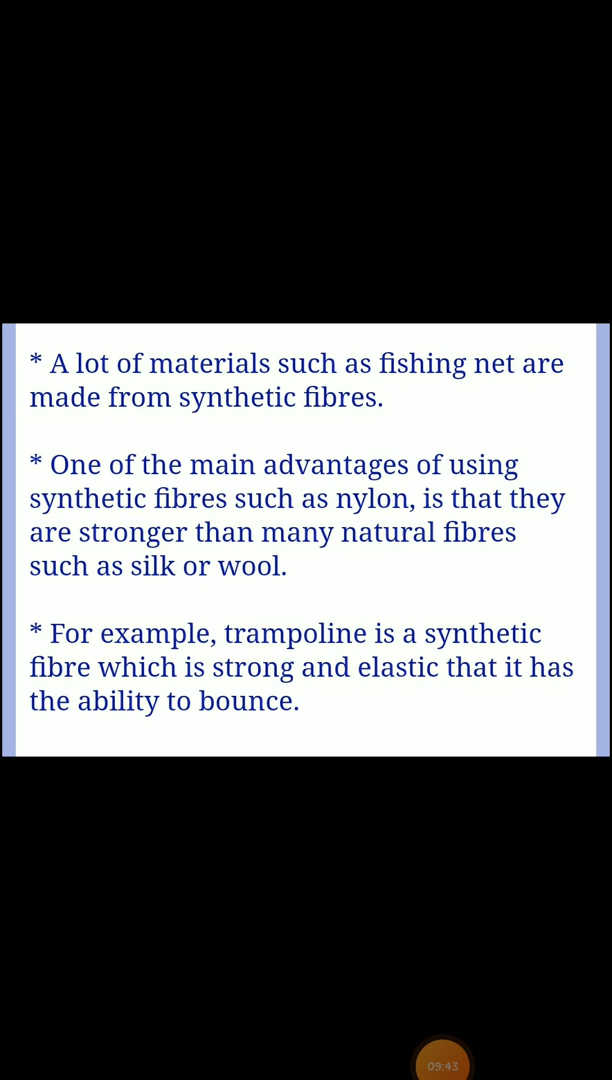 * A lot of materials such as fishing net are
made from synthetic fibres.
* One of the main advantages of using
synthetic fibres such as nylon, is that they
are stronger than many natural fibres
such as silk or wool.
* For example, trampoline is a synthetic
fibre which is strong and elastic that it has
the ability to bounce.
09:43